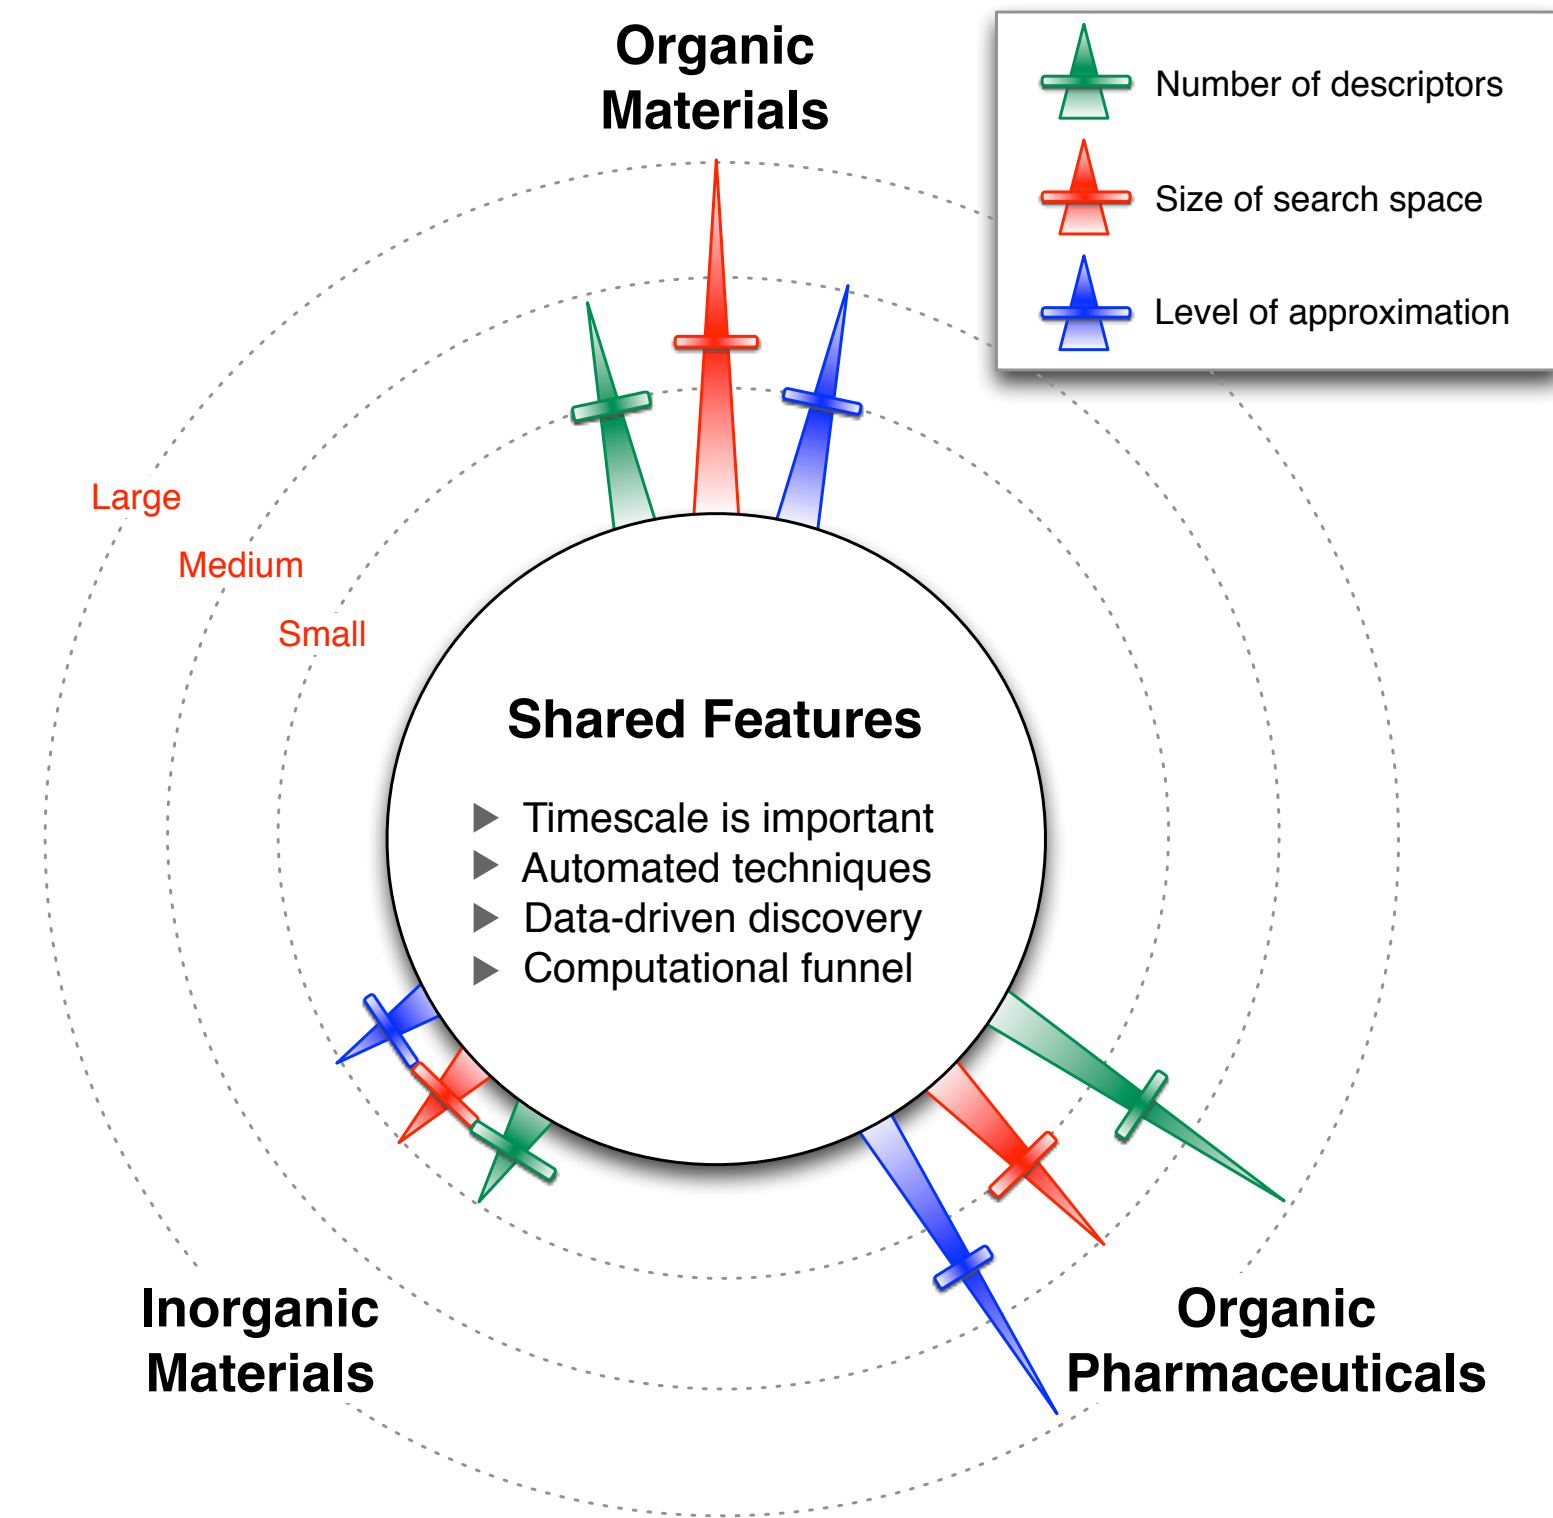 Organic
Materials
Number of descriptors
Size of search space
Level of approximation
Large
Medium
Small
Shared Features
Timescale is important
Automated techniques
Data-driven discovery
Computational funnel
Inorganic
Materials
Organic
Pharmaceuticals